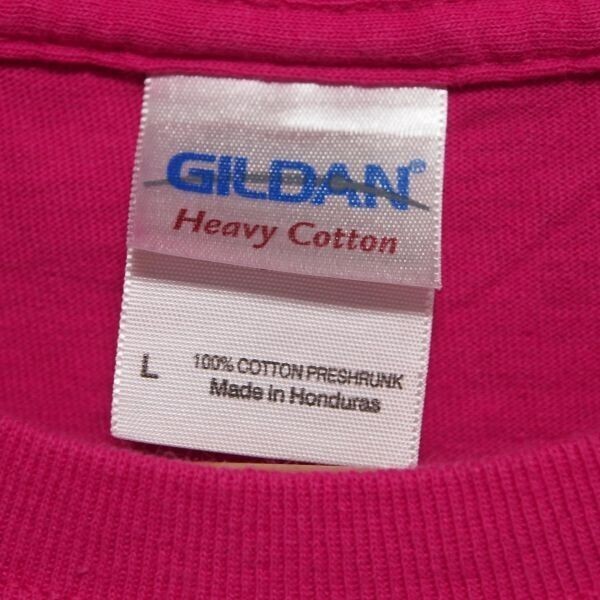 GILDAN®
Heavy Cotton
L 100% COTTON PRESHRUNK
Made in Honduras